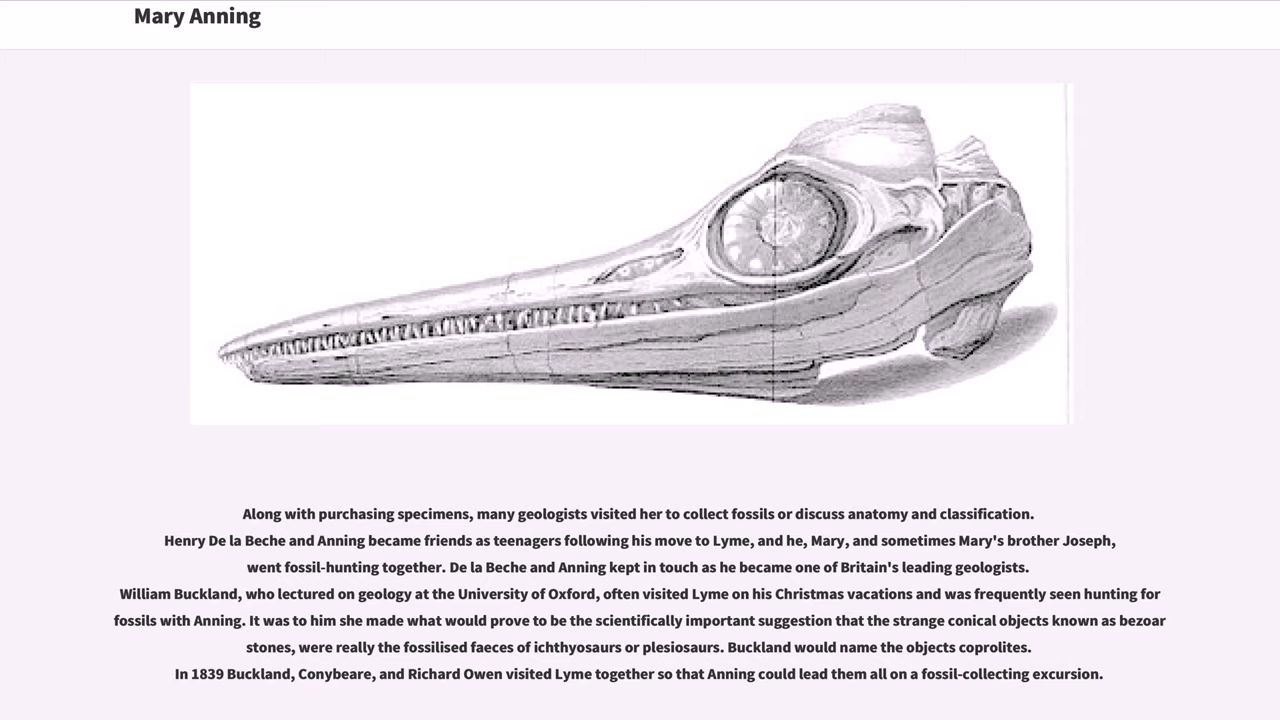 Mary Anning
Along with purchasing specimens, many geologists visited her to collect fossils or discuss anatomy and classification.
Henry De la Beche and Anning became friends as teenagers following his move to Lyme, and he, Mary, and sometimes Mary's brother Joseph,
went fossil-hunting together. De la Beche and Anning kept in touch as he became one of Britain's leading geologists.
William Buckland, who lectured on geology at the University of Oxford, often visited Lyme on his Christmas vacations and was frequently seen hunting for
fossils with Anning. It was to him she made what would prove to be the scientifically important suggestion that the strange conical objects known as bezoar
stones, were really the fossilised faeces of ichthyosaurs or plesiosaurs. Buckland would name the objects coprolites.
In 1839 Buckland, Conybeare, and Richard Owen visited Lyme together so that Anning could lead them all on a fossil-collecting excursion.